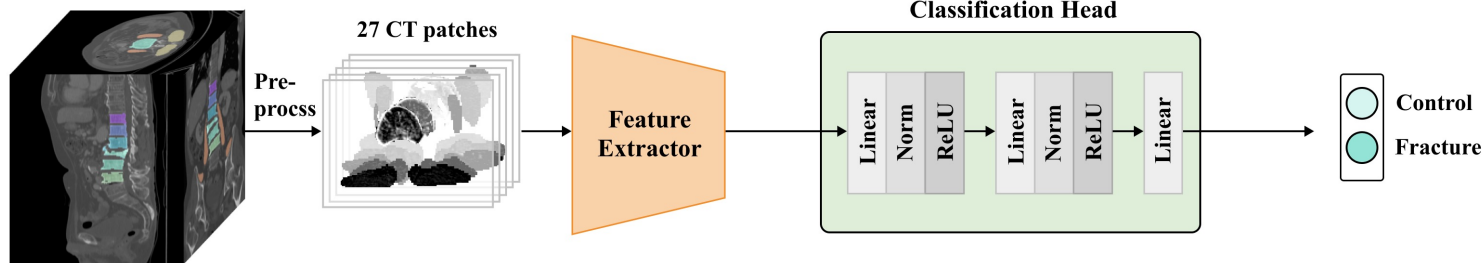 Classification Head
27 CT patches
Pre-
procss
Feature
Extractor
Linear
Norm
ReLU
Linear
Norm
ReLU
Linear
Control
Fracture